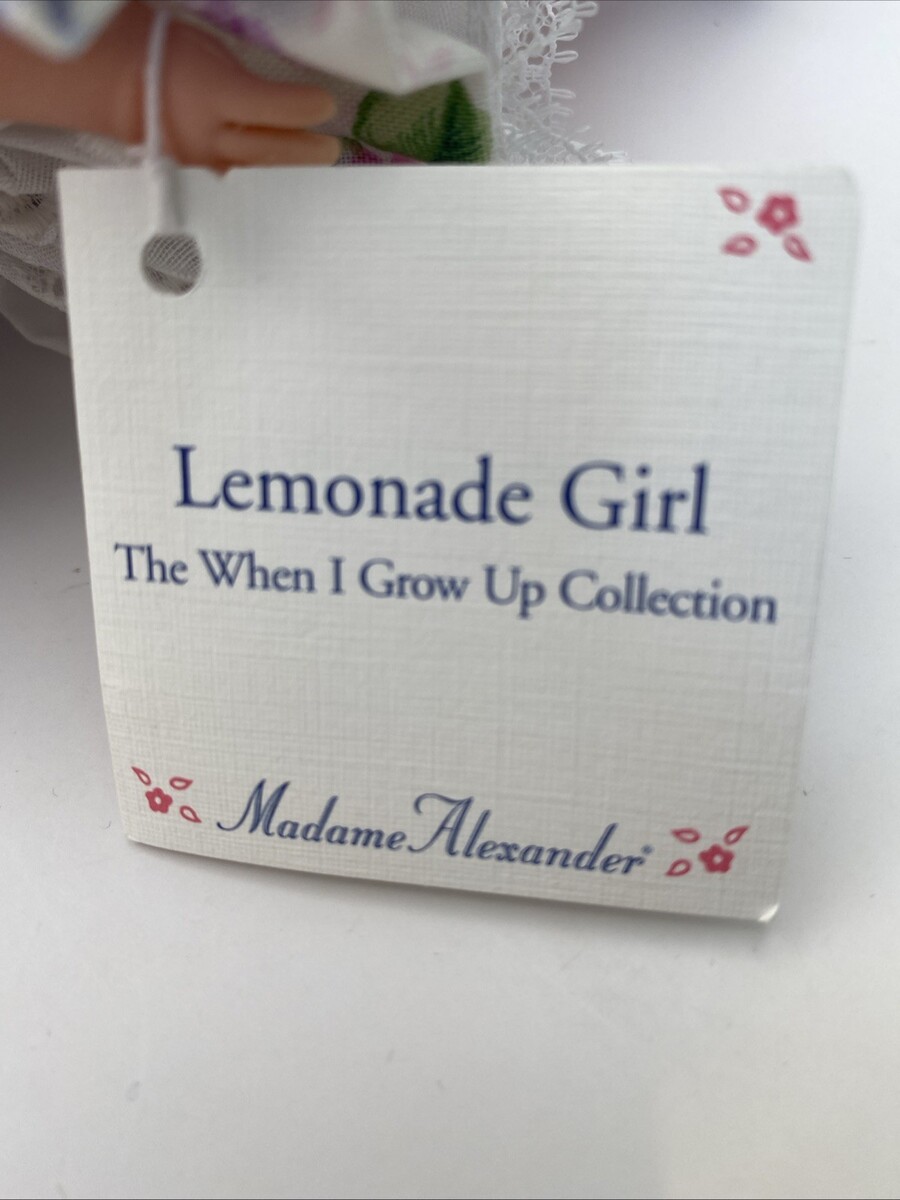 Lemonade Girl
The When I Grow Up Collection
Madame Alexander®